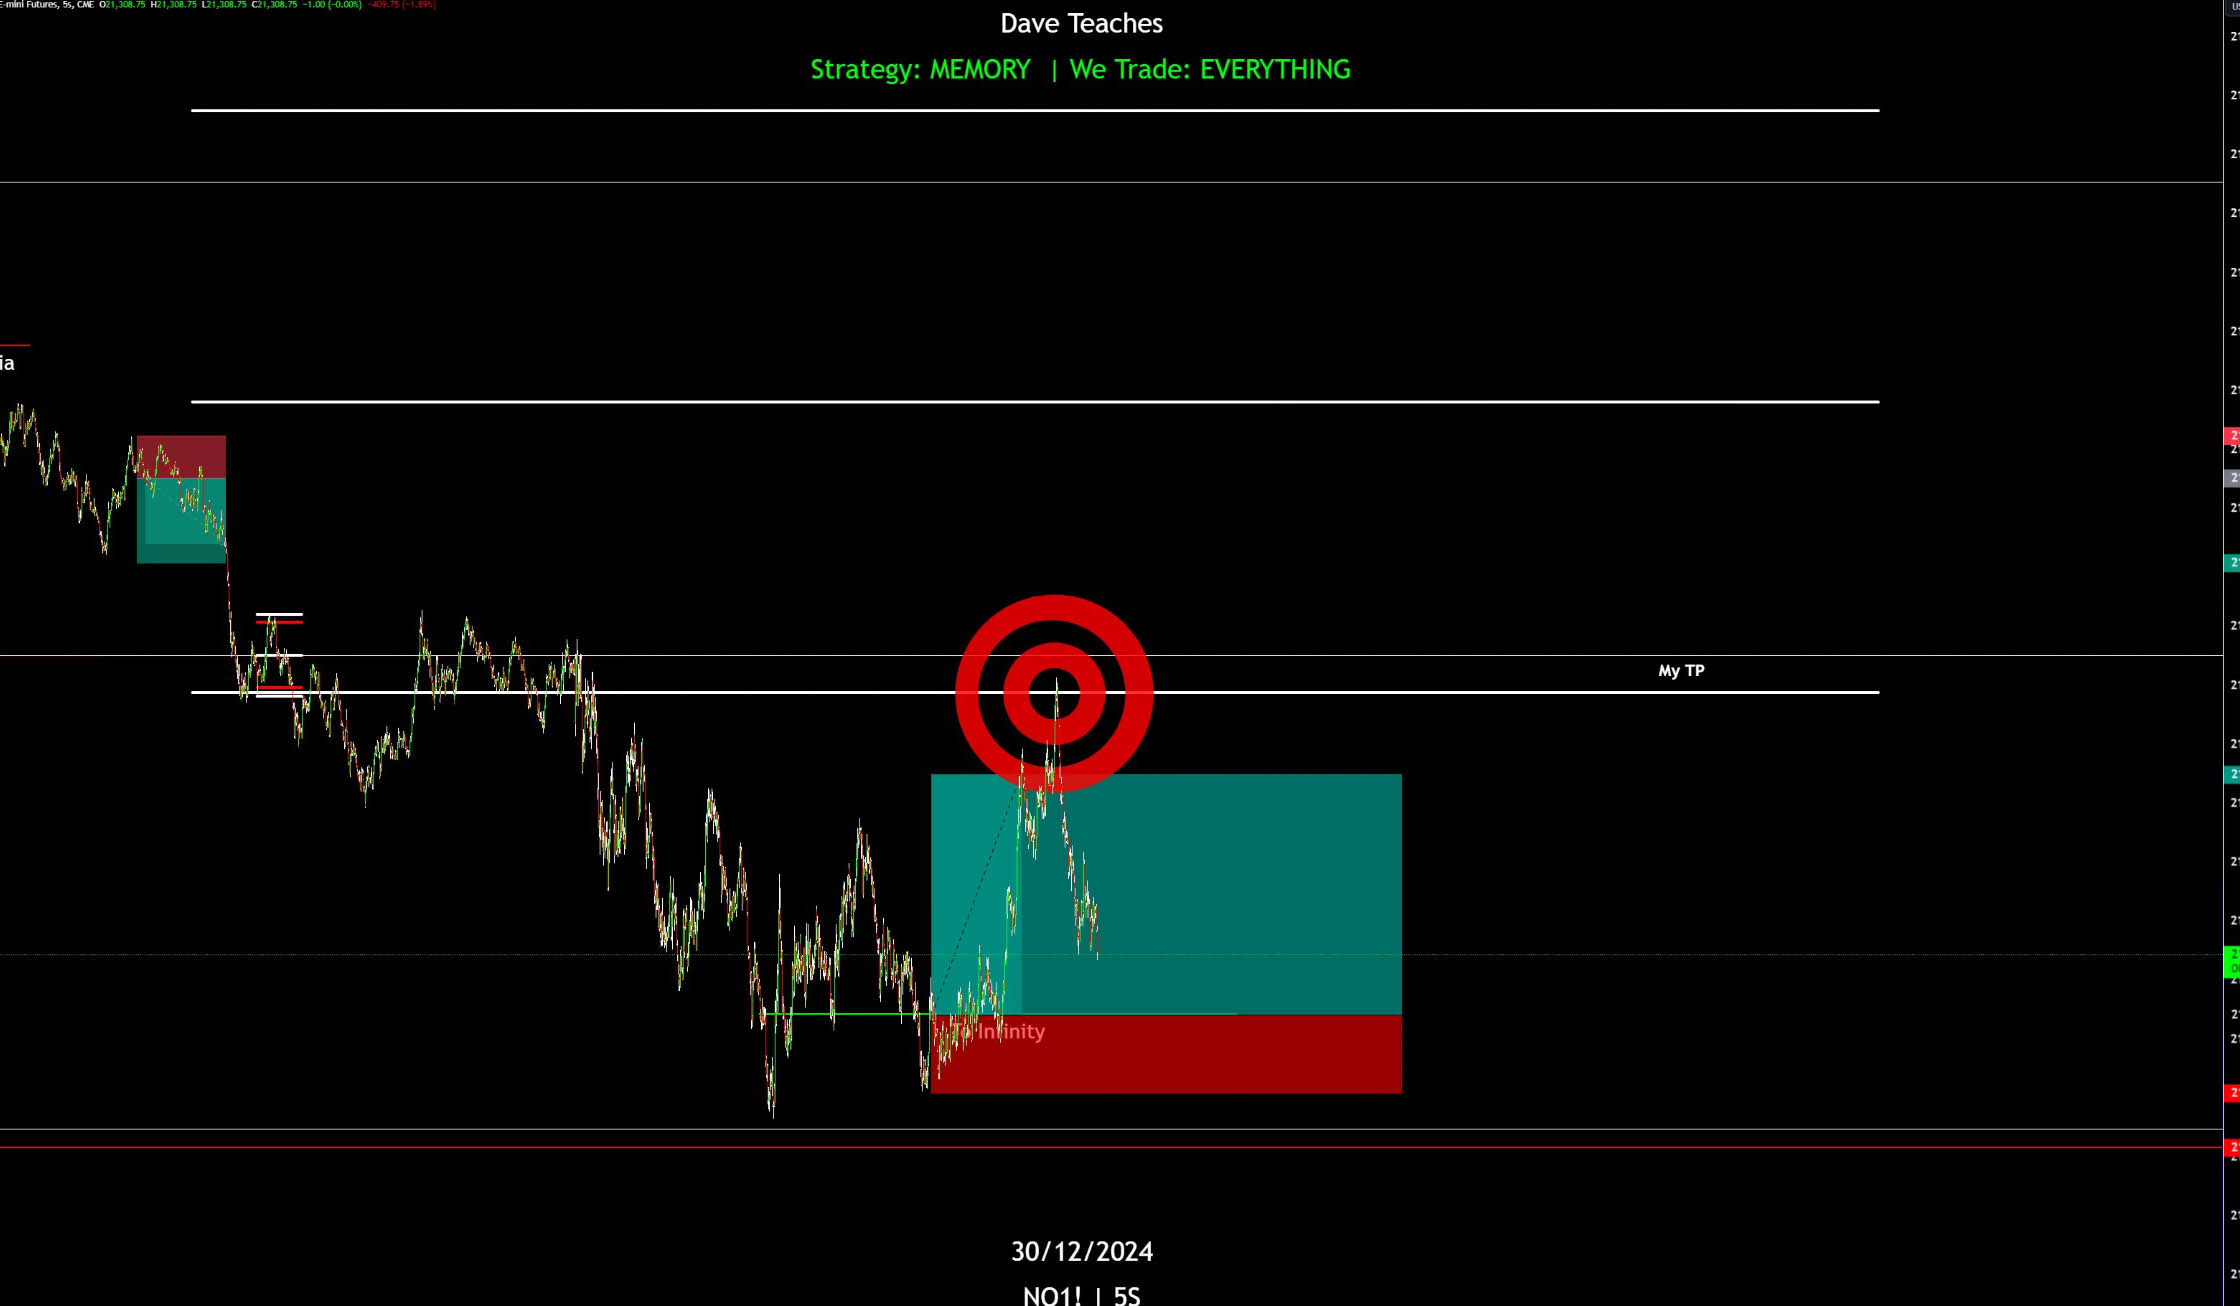 E-mini Futures, 5s, CME O21,308.75 H21,308.75 L21,308.75 C21,308.75 −1.00 (−0.00%) −409.75 (−1.89%)
Dave Teaches
Strategy: MEMORY | We Trade: EVERYTHING
ia
My TP
To Infinity
30/12/2024
NQ1! | 5S